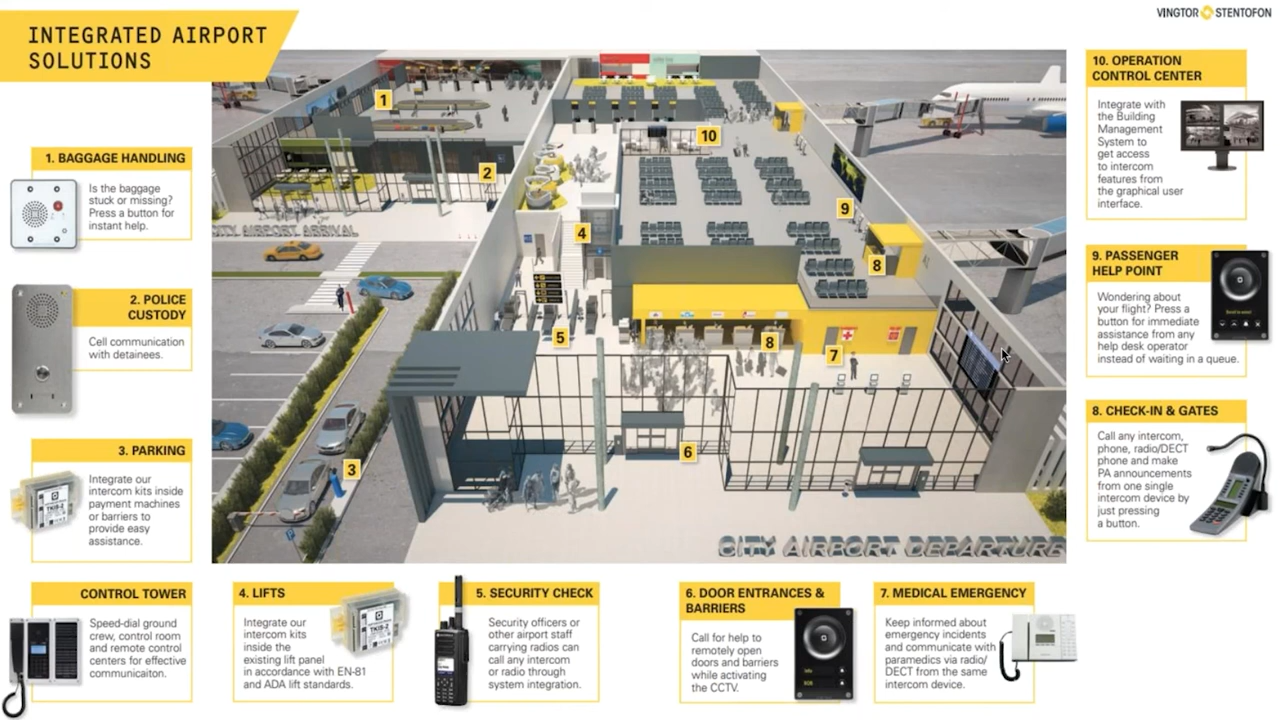 VINGTOR STENTOFON
INTEGRATED AIRPORT
SOLUTIONS
1. BAGGAGE HANDLING
Is the baggage
stuck or missing?
Press a button for
instant help.
2. POLICE
CUSTODY
Cell communication
with detainees.
3. PARKING
Integrate our
intercom kits inside
payment machines
or barriers to
provide easy
assistance.
CONTROL TOWER
Speed-dial ground
crew, control room
and remote control
centers for effective
communicaiton.
4. LIFTS
Integrate our
intercom kits
inside the
existing lift panel
in accordance with EN-81
and ADA lift standards.
5. SECURITY CHECK
Security officers or
other airport staff
carrying radios can
call any intercom
or radio through
system integration.
6. DOOR ENTRANCES &
BARRIERS
Call for help to
remotely open
doors and barriers
while activating
the CCTV.
7. MEDICAL EMERGENCY
Keep informed about
emergency incidents
and communicate with
paramedics via radio/
DECT from the same
intercom device.
10. OPERATION
CONTROL CENTER
Integrate with
the Building
Management
System to
get access
to intercom
features from
the graphical user
interface.
9. PASSENGER
HELP POINT
Wondering about
your flight? Press a
button for immediate
assistance from any
help desk operator
instead of waiting in a queue.
8. CHECK-IN & GATES
Call any intercom,
phone, radio/DECT
phone and make
PA announcements
from one single
intercom device by
just pressing
a button.
1
10
2
9
4
8
5
8
7
6
3
CITY AIRPORT ARRIVAL
CITY AIRPORT DEPARTURE
TKIS-2
TKIS-2